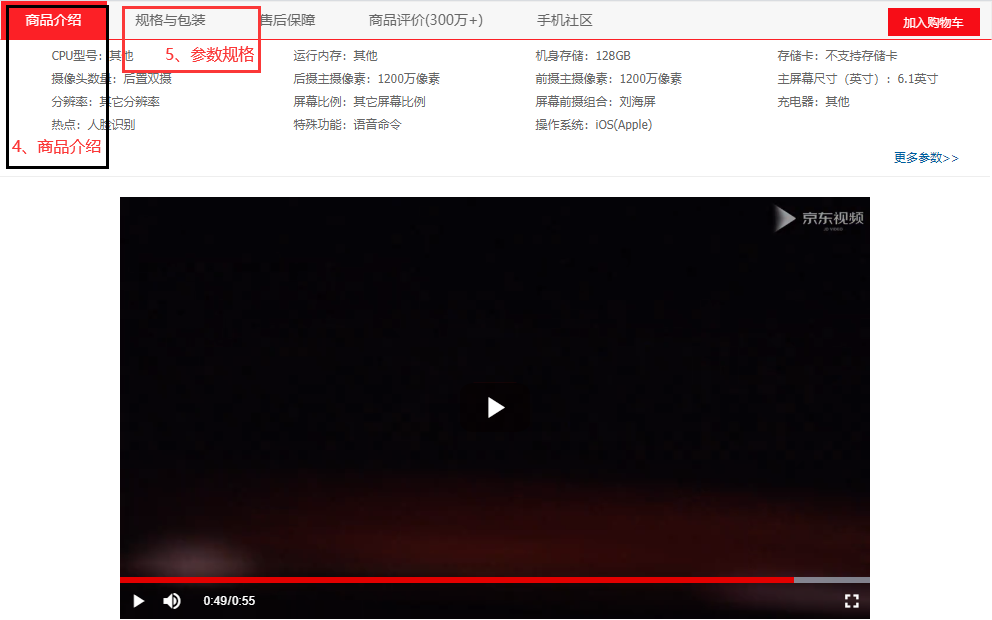 商品介绍 规格与包装 售后保障 商品评价(300万+) 手机社区 加入购物车
5、参数规格
CPU型号：其他 运行内存：其他 机身存储：128GB 存储卡：不支持存储卡
摄像头数量：后置双摄 后摄主摄像素：1200万像素 前摄主摄像素：1200万像素 主屏幕尺寸（英寸）：6.1英寸
分辨率：其它分辨率 屏幕比例：其它屏幕比例 屏幕前摄组合：刘海屏 充电器：其他
热点：人脸识别 特殊功能：语音命令 操作系统：iOS(Apple)
4、商品介绍
更多参数>>
京东视频
JD VIDEO
0:49/0:55